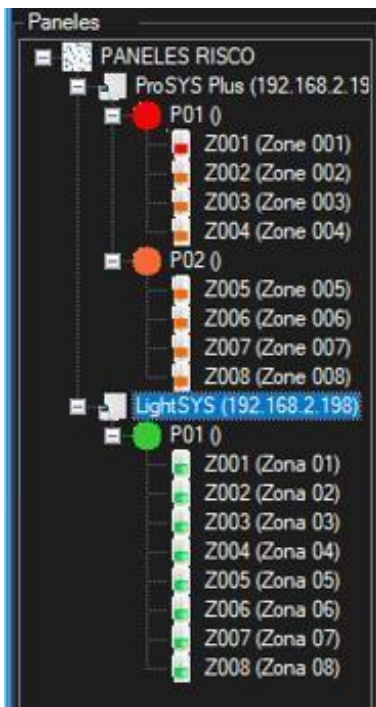 Paneles
PANELES RISCO
ProSYS Plus (192.168.2.19
P01 ()
Z001 (Zone 001)
Z002 (Zone 002)
Z003 (Zone 003)
Z004 (Zone 004)
P02 ()
Z005 (Zone 005)
Z006 (Zone 006)
Z007 (Zone 007)
Z008 (Zone 008)
LightSYS (192.168.2.198)
P01 ()
Z001 (Zona 01)
Z002 (Zona 02)
Z003 (Zona 03)
Z004 (Zona 04)
Z005 (Zona 05)
Z006 (Zona 06)
Z007 (Zona 07)
Z008 (Zona 08)